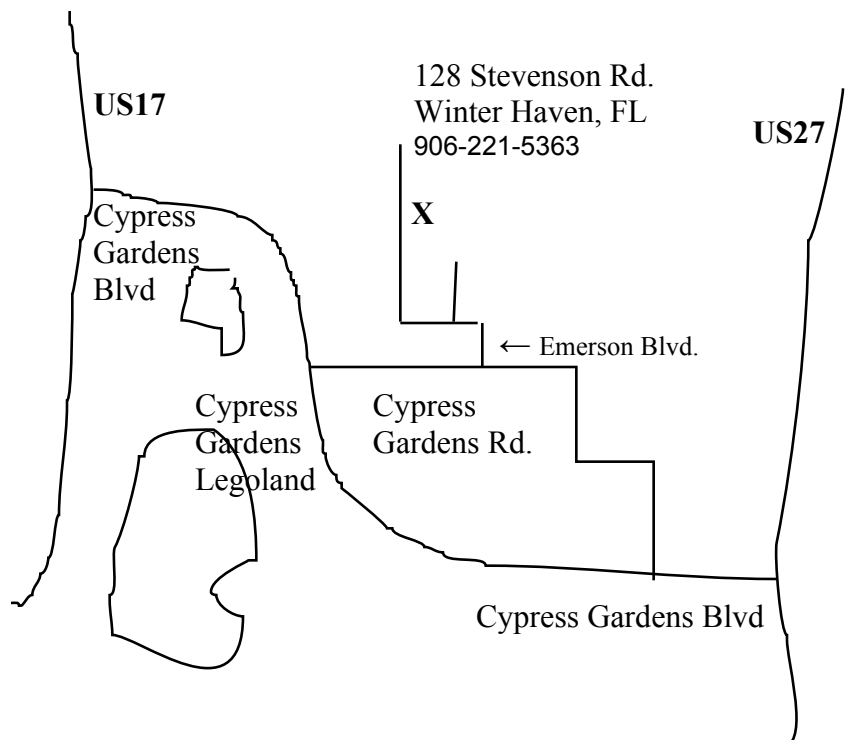 128 Stevenson Rd.
Winter Haven, FL
906-221-5363
US17
US27
X
Cypress
Gardens
Blvd
← Emerson Blvd.
Cypress
Gardens
Legoland
Cypress
Gardens Rd.
Cypress Gardens Blvd